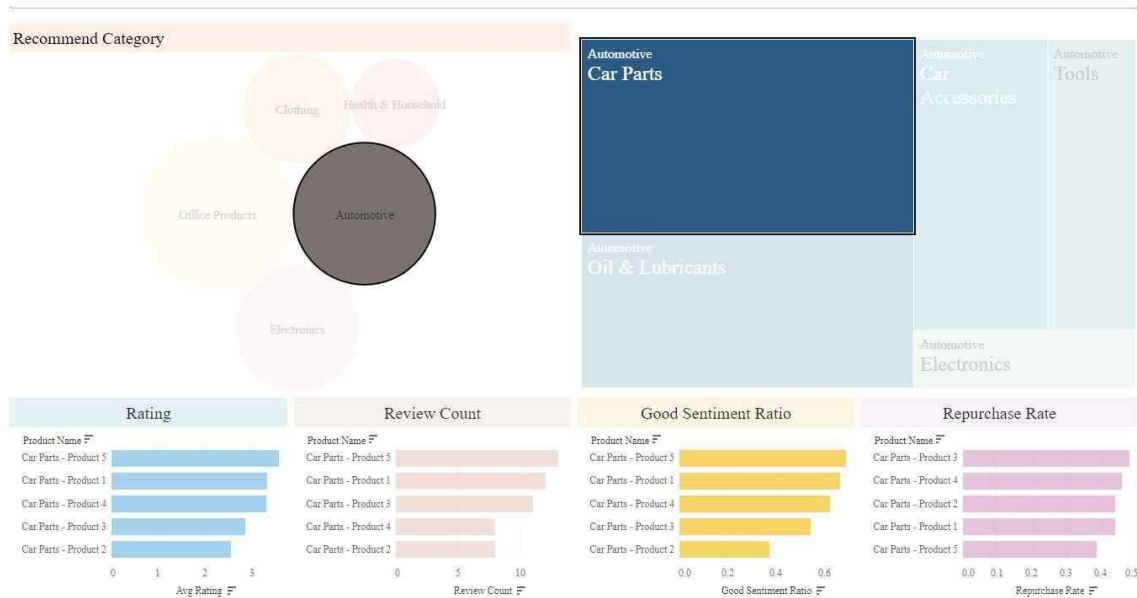 Recommend Category
Clothing
Health & Household
Office Products
Automotive
Electronics
Automotive
Car Parts
Automotive
Car
Accessories
Automotive
Tools
Automotive
Oil & Lubricants
Automotive
Electronics
Rating
Product Name
Car Parts - Product 5
Car Parts - Product 1
Car Parts - Product 4
Car Parts - Product 3
Car Parts - Product 2
0 1 2 3
Avg Rating
Review Count
Product Name
Car Parts - Product 5
Car Parts - Product 1
Car Parts - Product 3
Car Parts - Product 4
Car Parts - Product 2
0 5 10
Review Count
Good Sentiment Ratio
Product Name
Car Parts - Product 5
Car Parts - Product 1
Car Parts - Product 4
Car Parts - Product 3
Car Parts - Product 2
0.0 0.2 0.4 0.6
Good Sentiment Ratio
Repurchase Rate
Product Name
Car Parts - Product 3
Car Parts - Product 4
Car Parts - Product 2
Car Parts - Product 1
Car Parts - Product 5
0.0 0.1 0.2 0.3 0.4 0.5
Repurchase Rate